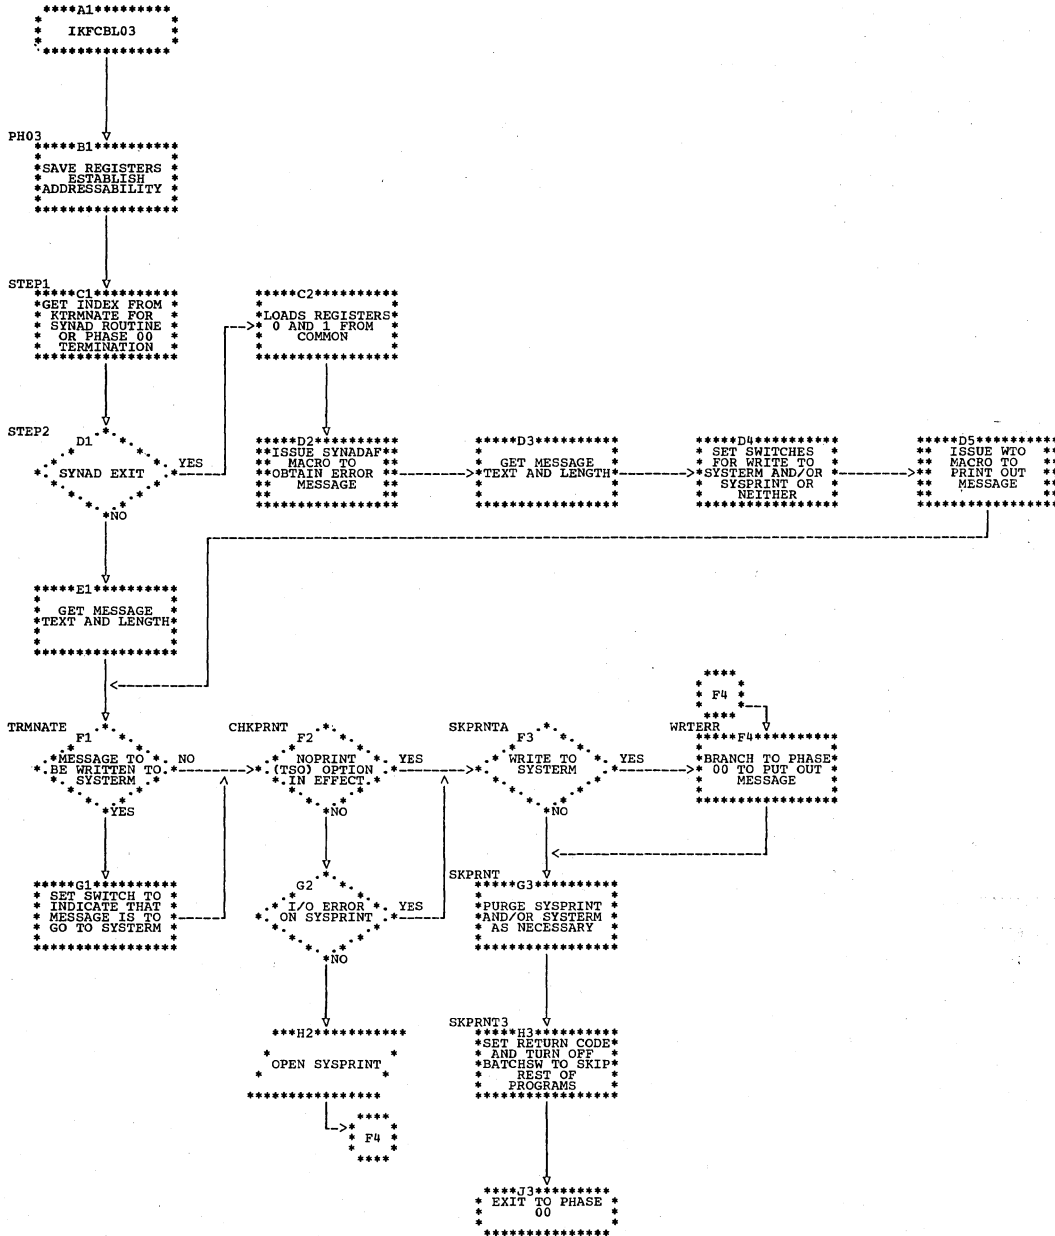 A1
IKFCBL03
PH03
B1
SAVE REGISTERS
ESTABLISH
ADDRESSABILITY
STEP1
C1
GET INDEX FROM
KTRMNATE FOR
SYNAD ROUTINE
OR PHASE 00
TERMINATION
C2
LOADS REGISTERS
0 AND 1 FROM
COMMON
STEP2
D1
SYNAD EXIT
YES
NO
D2
ISSUE SYNADAF
MACRO TO
OBTAIN ERROR
MESSAGE
D3
GET MESSAGE
TEXT AND LENGTH
D4
SET SWITCHES
FOR WRITE TO
SYSTERM AND/OR
SYSPRINT OR
NEITHER
D5
ISSUE WTO
MACRO TO
PRINT OUT
MESSAGE
E1
GET MESSAGE
TEXT AND LENGTH
TRMNATE
F1
MESSAGE TO
BE WRITTEN TO
SYSTERM
NO
YES
CHKPRNT
F2
NOPRINT
(TSO) OPTION
IN EFFECT
YES
NO
SKPRNTA
F3
WRITE TO
SYSTERM
YES
NO
F4
WRTERR
F4
BRANCH TO PHASE
00 TO PUT OUT
MESSAGE
G1
SET SWITCH TO
INDICATE THAT
MESSAGE IS TO
GO TO SYSTERM
G2
I/O ERROR
ON SYSPRINT
YES
NO
SKPRNT
G3
PURGE SYSPRINT
AND/OR SYSTERM
AS NECESSARY
H2
OPEN SYSPRINT
F4
SKPRNT3
H3
SET RETURN CODE
AND TURN OFF
BATCHSW TO SKIP
REST OF
PROGRAMS
J3
EXIT TO PHASE
00